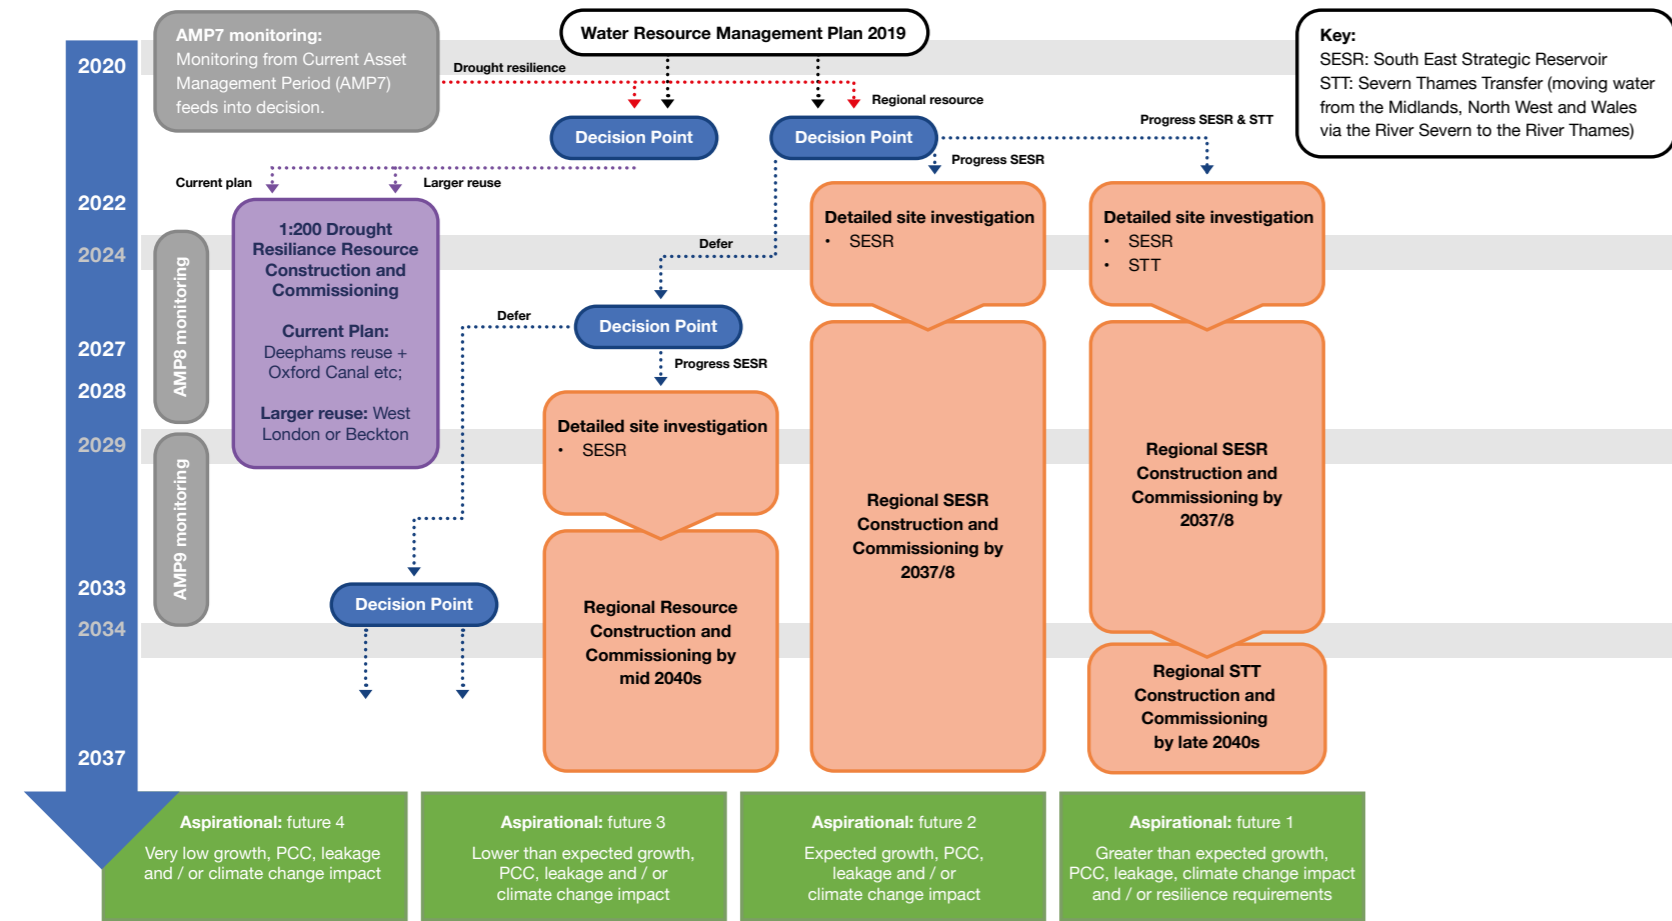 AMP7 monitoring:
Monitoring from Current Asset
Management Period (AMP7)
feeds into decision.
Water Resource Management Plan 2019
Key:
SESR: South East Strategic Reservoir
STT: Severn Thames Transfer (moving water
from the Midlands, North West and Wales
via the River Severn to the River Thames)
2020
Drought resilience
Regional resource
Decision Point
Decision Point
Progress SESR & STT
Progress SESR
Current plan
Larger reuse
2022
1:200 Drought
Resiliance Resource
Construction and
Commissioning
Current Plan:
Deephams reuse +
Oxford Canal etc;
Larger reuse: West
London or Beckton
Detailed site investigation
• SESR
Detailed site investigation
• SESR
• STT
2024
Defer
AMP8 monitoring
Decision Point
Defer
2027
Progress SESR
2028
Detailed site investigation
• SESR
2029
AMP9 monitoring
Regional SESR
Construction and
Commissioning by
2037/8
Regional SESR
Construction and
Commissioning by
2037/8
2033
Decision Point
Regional Resource
Construction and
Commissioning by
mid 2040s
2034
Regional STT
Construction and
Commissioning
by late 2040s
2037
Aspirational: future 4
Very low growth, PCC, leakage
and / or climate change impact
Aspirational: future 3
Lower than expected growth,
PCC, leakage and / or
climate change impact
Aspirational: future 2
Expected growth, PCC,
leakage and / or
climate change impact
Aspirational: future 1
Greater than expected growth,
PCC, leakage, climate change impact
and / or resilience requirements